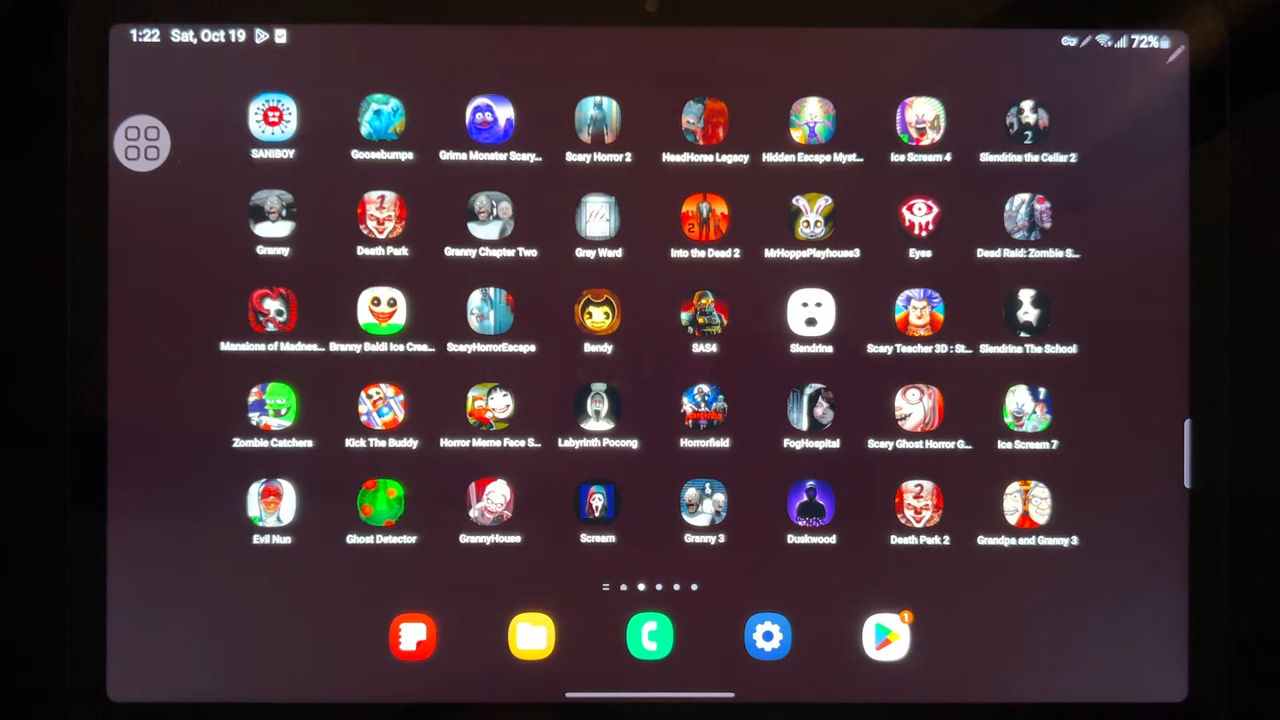 1:22 Sat, Oct 19 72%
SANIBOY Goosebumps Grima Monster Scary... Scary Horror 2 HeadHorse Legacy Hidden Escape Myst... Ice Scream 4 Slendrina the Cellar 2
Granny Death Park Granny Chapter Two Gray Ward Into the Dead 2 MrHoppsPlayhouse3 Eyes Dead Raid: Zombie S...
Mansions of Madnes... Branny Baldi Ice Crea... ScaryHorrorEscape Bendy SAS4 Slendrina Scary Teacher 3D : St... Slendrina The School
Zombie Catchers Kick The Buddy Horror Meme Face S... Labyrinth Pocong Horrorfield FogHospital Scary Ghost Horror G... Ice Scream 7
Evil Nun Ghost Detector GrannyHouse Scream Granny 3 Duskwood Death Park 2 Grandpa and Granny 3
1